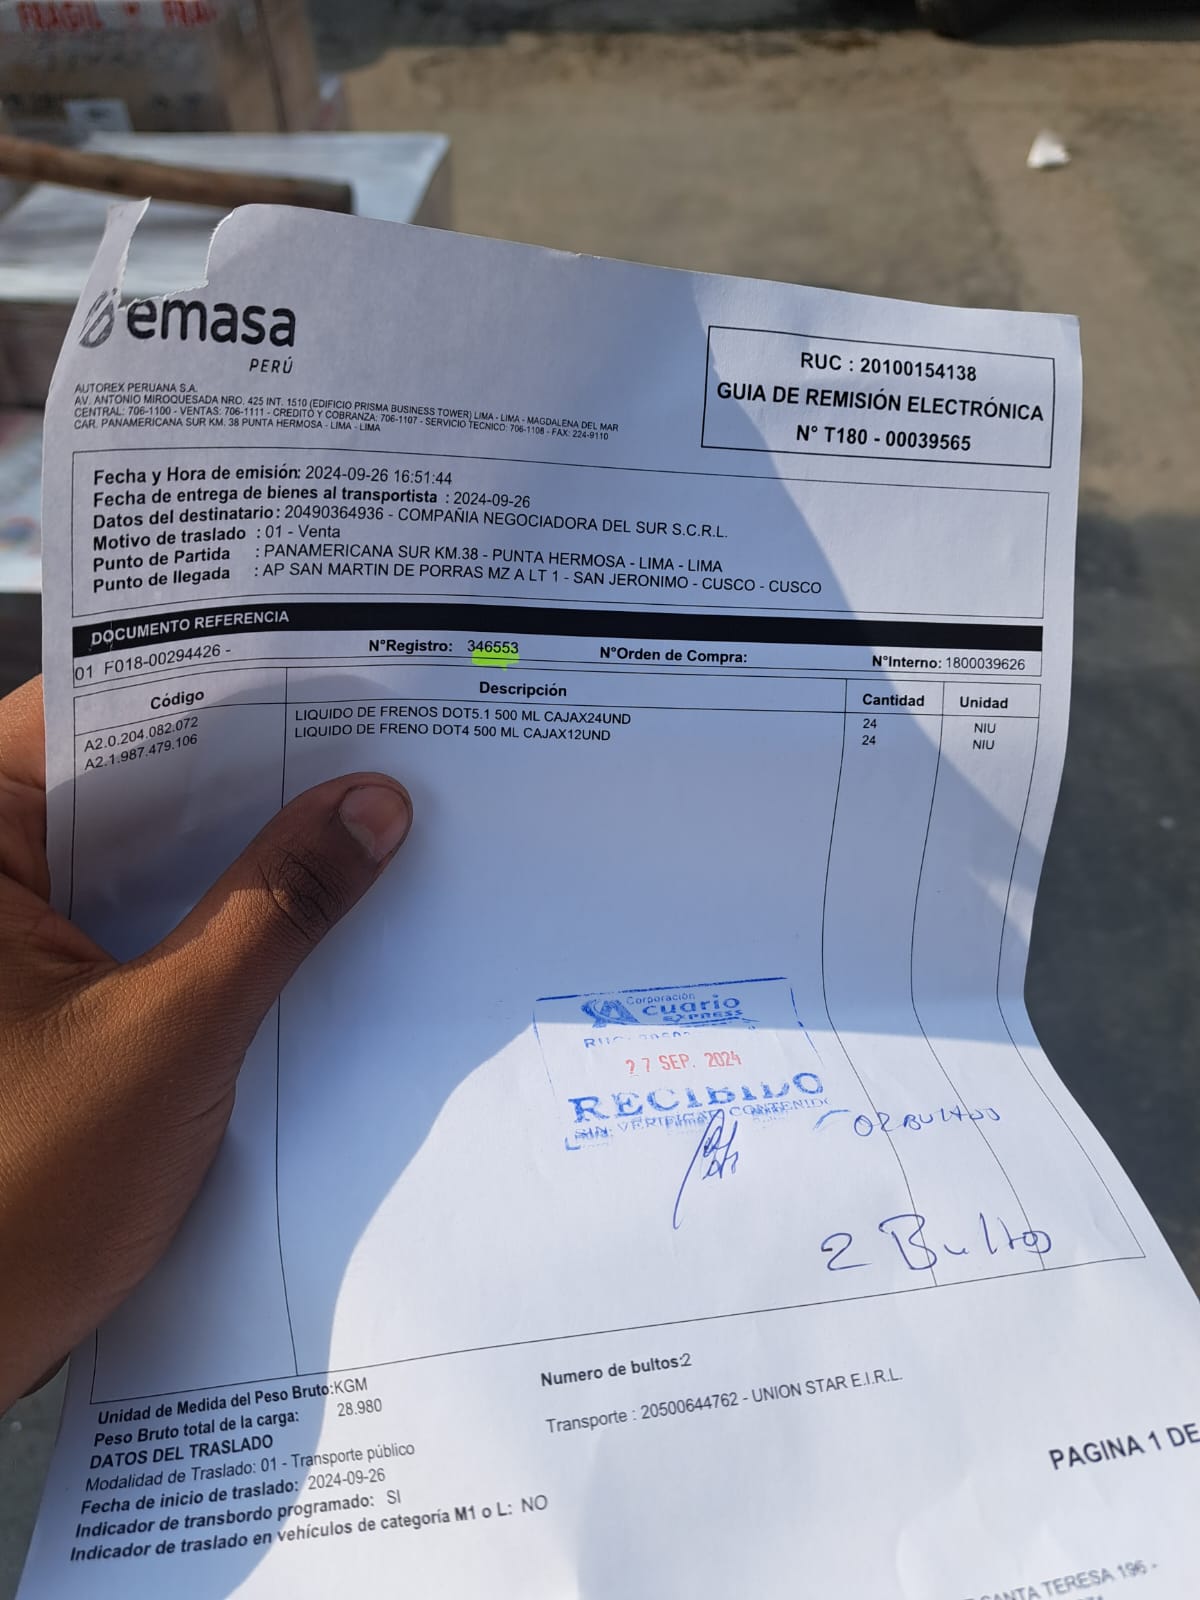 FRAGIL Y FRA
emasa
PERÚ
AUTOREX PERUANA S.A.
AV. ANTONIO MIROQUESADA NRO. 425 INT. 1510 (EDIFICIO PRISMA BUSINESS TOWER) LIMA - LIMA - MAGDALENA DEL MAR
CENTRAL: 706-1100 - VENTAS: 706-1111 - CREDITO Y COBRANZA: 706-1107 - SERVICIO TECNICO: 706-1108 - FAX: 224-9110
CAR. PANAMERICANA SUR KM. 38 PUNTA HERMOSA - LIMA - LIMA
RUC : 20100154138
GUIA DE REMISIÓN ELECTRÓNICA
N° T180 - 00039565
Fecha y Hora de emisión: 2024-09-26 16:51:44
Fecha de entrega de bienes al transportista : 2024-09-26
Datos del destinatario : 20490364936 - COMPAÑIA NEGOCIADORA DEL SUR S.C.R.L.
Motivo de traslado : 01 - Venta
Punto de Partida : PANAMERICANA SUR KM.38 - PUNTA HERMOSA - LIMA - LIMA
Punto de llegada : AP SAN MARTIN DE PORRAS MZ A LT 1 - SAN JERONIMO - CUSCO - CUSCO
DOCUMENTO REFERENCIA
01 F018-00294426 - N°Registro: 346553 N°Orden de Compra: N°Interno: 1800039626
Código Descripción Cantidad Unidad
A2.0.204.082.072 LIQUIDO DE FRENOS DOT5.1 500 ML CAJAX24UND 24 NIU
A2.1.987.479.106 LIQUIDO DE FRENO DOT4 500 ML CAJAX12UND 24 NIU
Corporación
cuario
EXPRESS
27 SEP. 2024
RECIBIDO
SIN VERIFICAR CONTENIDO
02 BULTOS
2 Bultos
Unidad de Medida del Peso Bruto:KGM
Peso Bruto total de la carga: 28.980
Numero de bultos:2
DATOS DEL TRASLADO
Transporte : 20500644762 - UNION STAR E.I.R.L.
Modalidad de Traslado: 01 - Transporte público
Fecha de inicio de traslado: 2024-09-26
Indicador de transbordo programado: SI
Indicador de traslado en vehículos de categoría M1 o L: NO
PAGINA 1 DE
SANTA TERESA 196 -